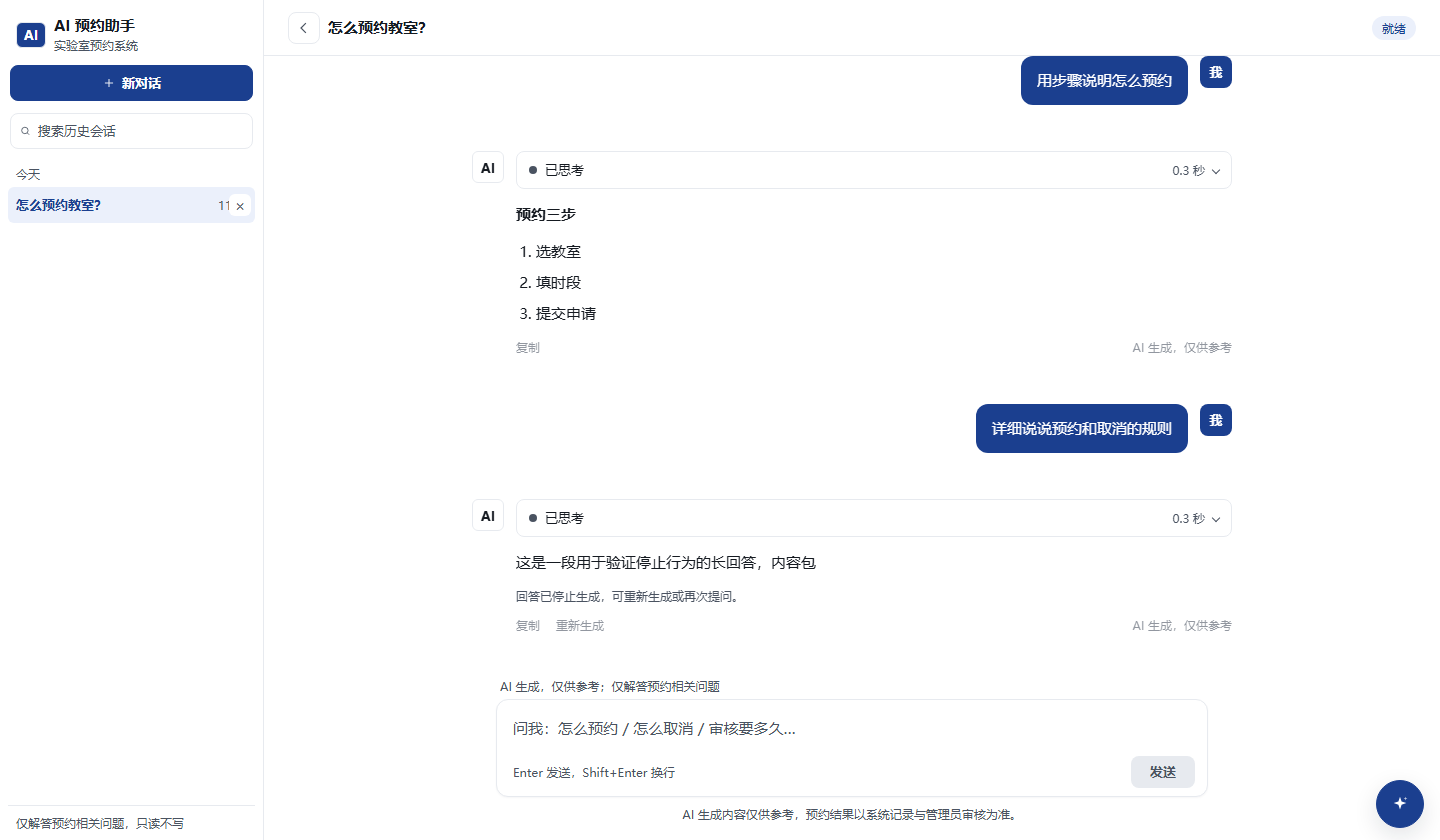 AI
AI 预约助手
实验室预约系统
+ 新对话
搜索历史会话
今天
怎么预约教室？ 11 ×
仅解答预约相关问题，只读不写
怎么预约教室？
就绪
用步骤说明怎么预约
我
AI
已思考
0.3 秒
预约三步
1. 选教室
2. 填时段
3. 提交申请
复制
AI 生成，仅供参考
详细说说预约和取消的规则
我
AI
已思考
0.3 秒
这是一段用于验证停止行为的长回答，内容包
回答已停止生成，可重新生成或再次提问。
复制 重新生成
AI 生成，仅供参考
AI 生成，仅供参考；仅解答预约相关问题
问我：怎么预约 / 怎么取消 / 审核要多久...
Enter 发送，Shift+Enter 换行
发送
AI 生成内容仅供参考，预约结果以系统记录与管理员审核为准。